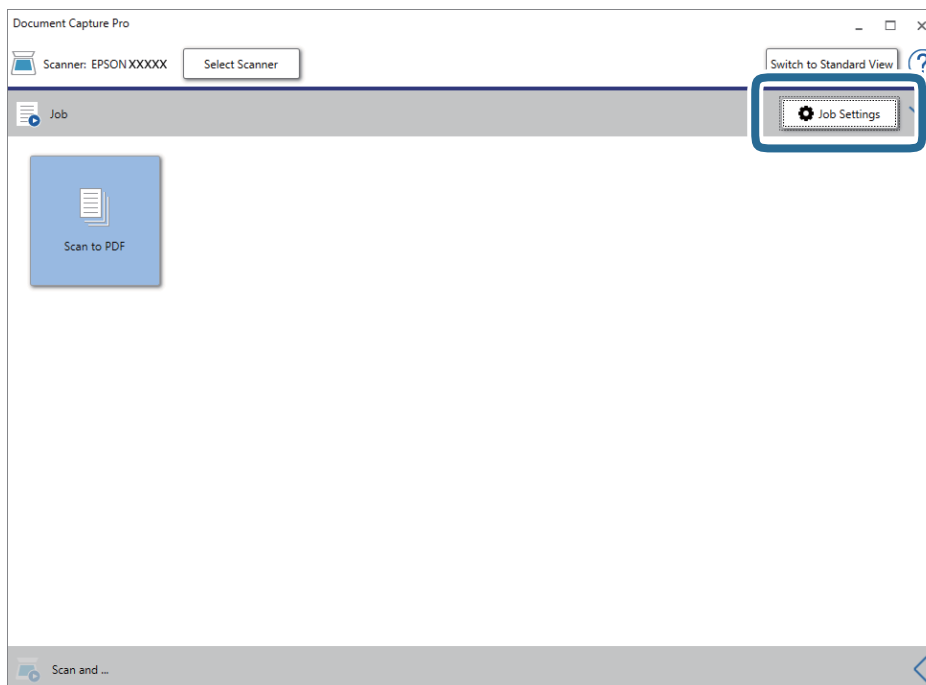 Document Capture Pro
Scanner: EPSON XXXXX
Select Scanner
Switch to Standard View
?
Job
Job Settings
Scan to PDF
Scan and ...